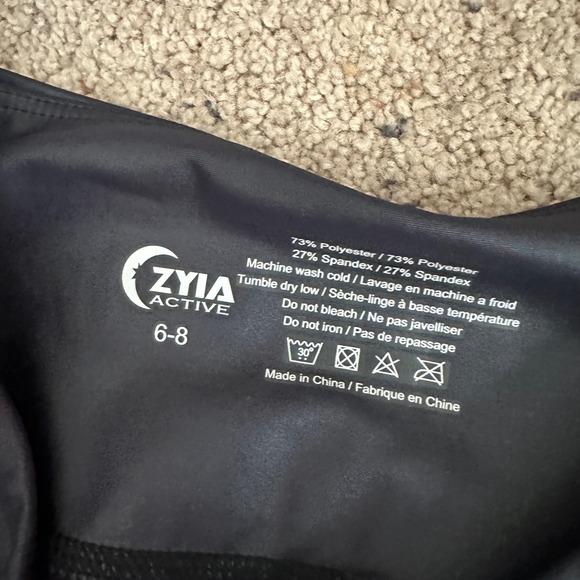 ZYIA
ACTIVE
6-8
73% Polyester / 73% Polyester
27% Spandex / 27% Spandex
Machine wash cold / Lavage en machine a froid
Tumble dry low / Sèche-linge à basse température
Do not bleach / Ne pas javelliser
Do not iron / Pas de repassage
30°
Made in China / Fabrique en Chine